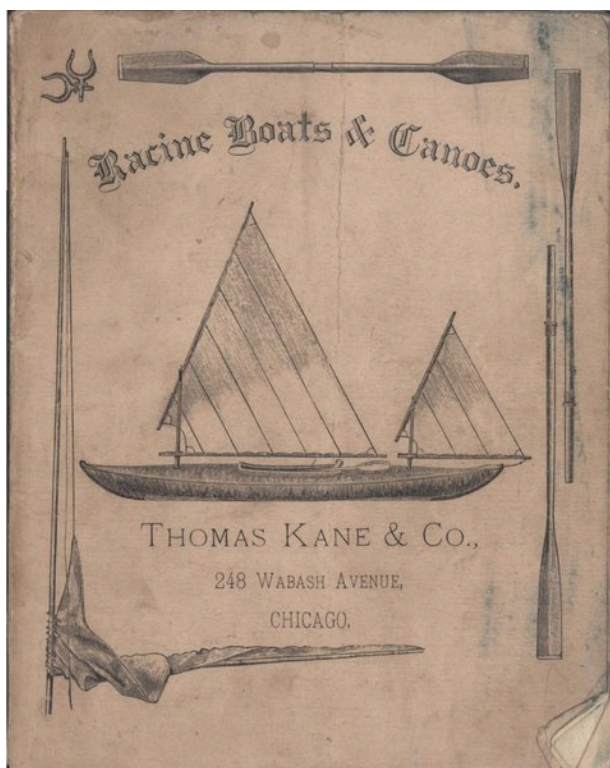 Racine Boats & Canoes.
THOMAS KANE & CO.,
248 WABASH AVENUE,
CHICAGO.